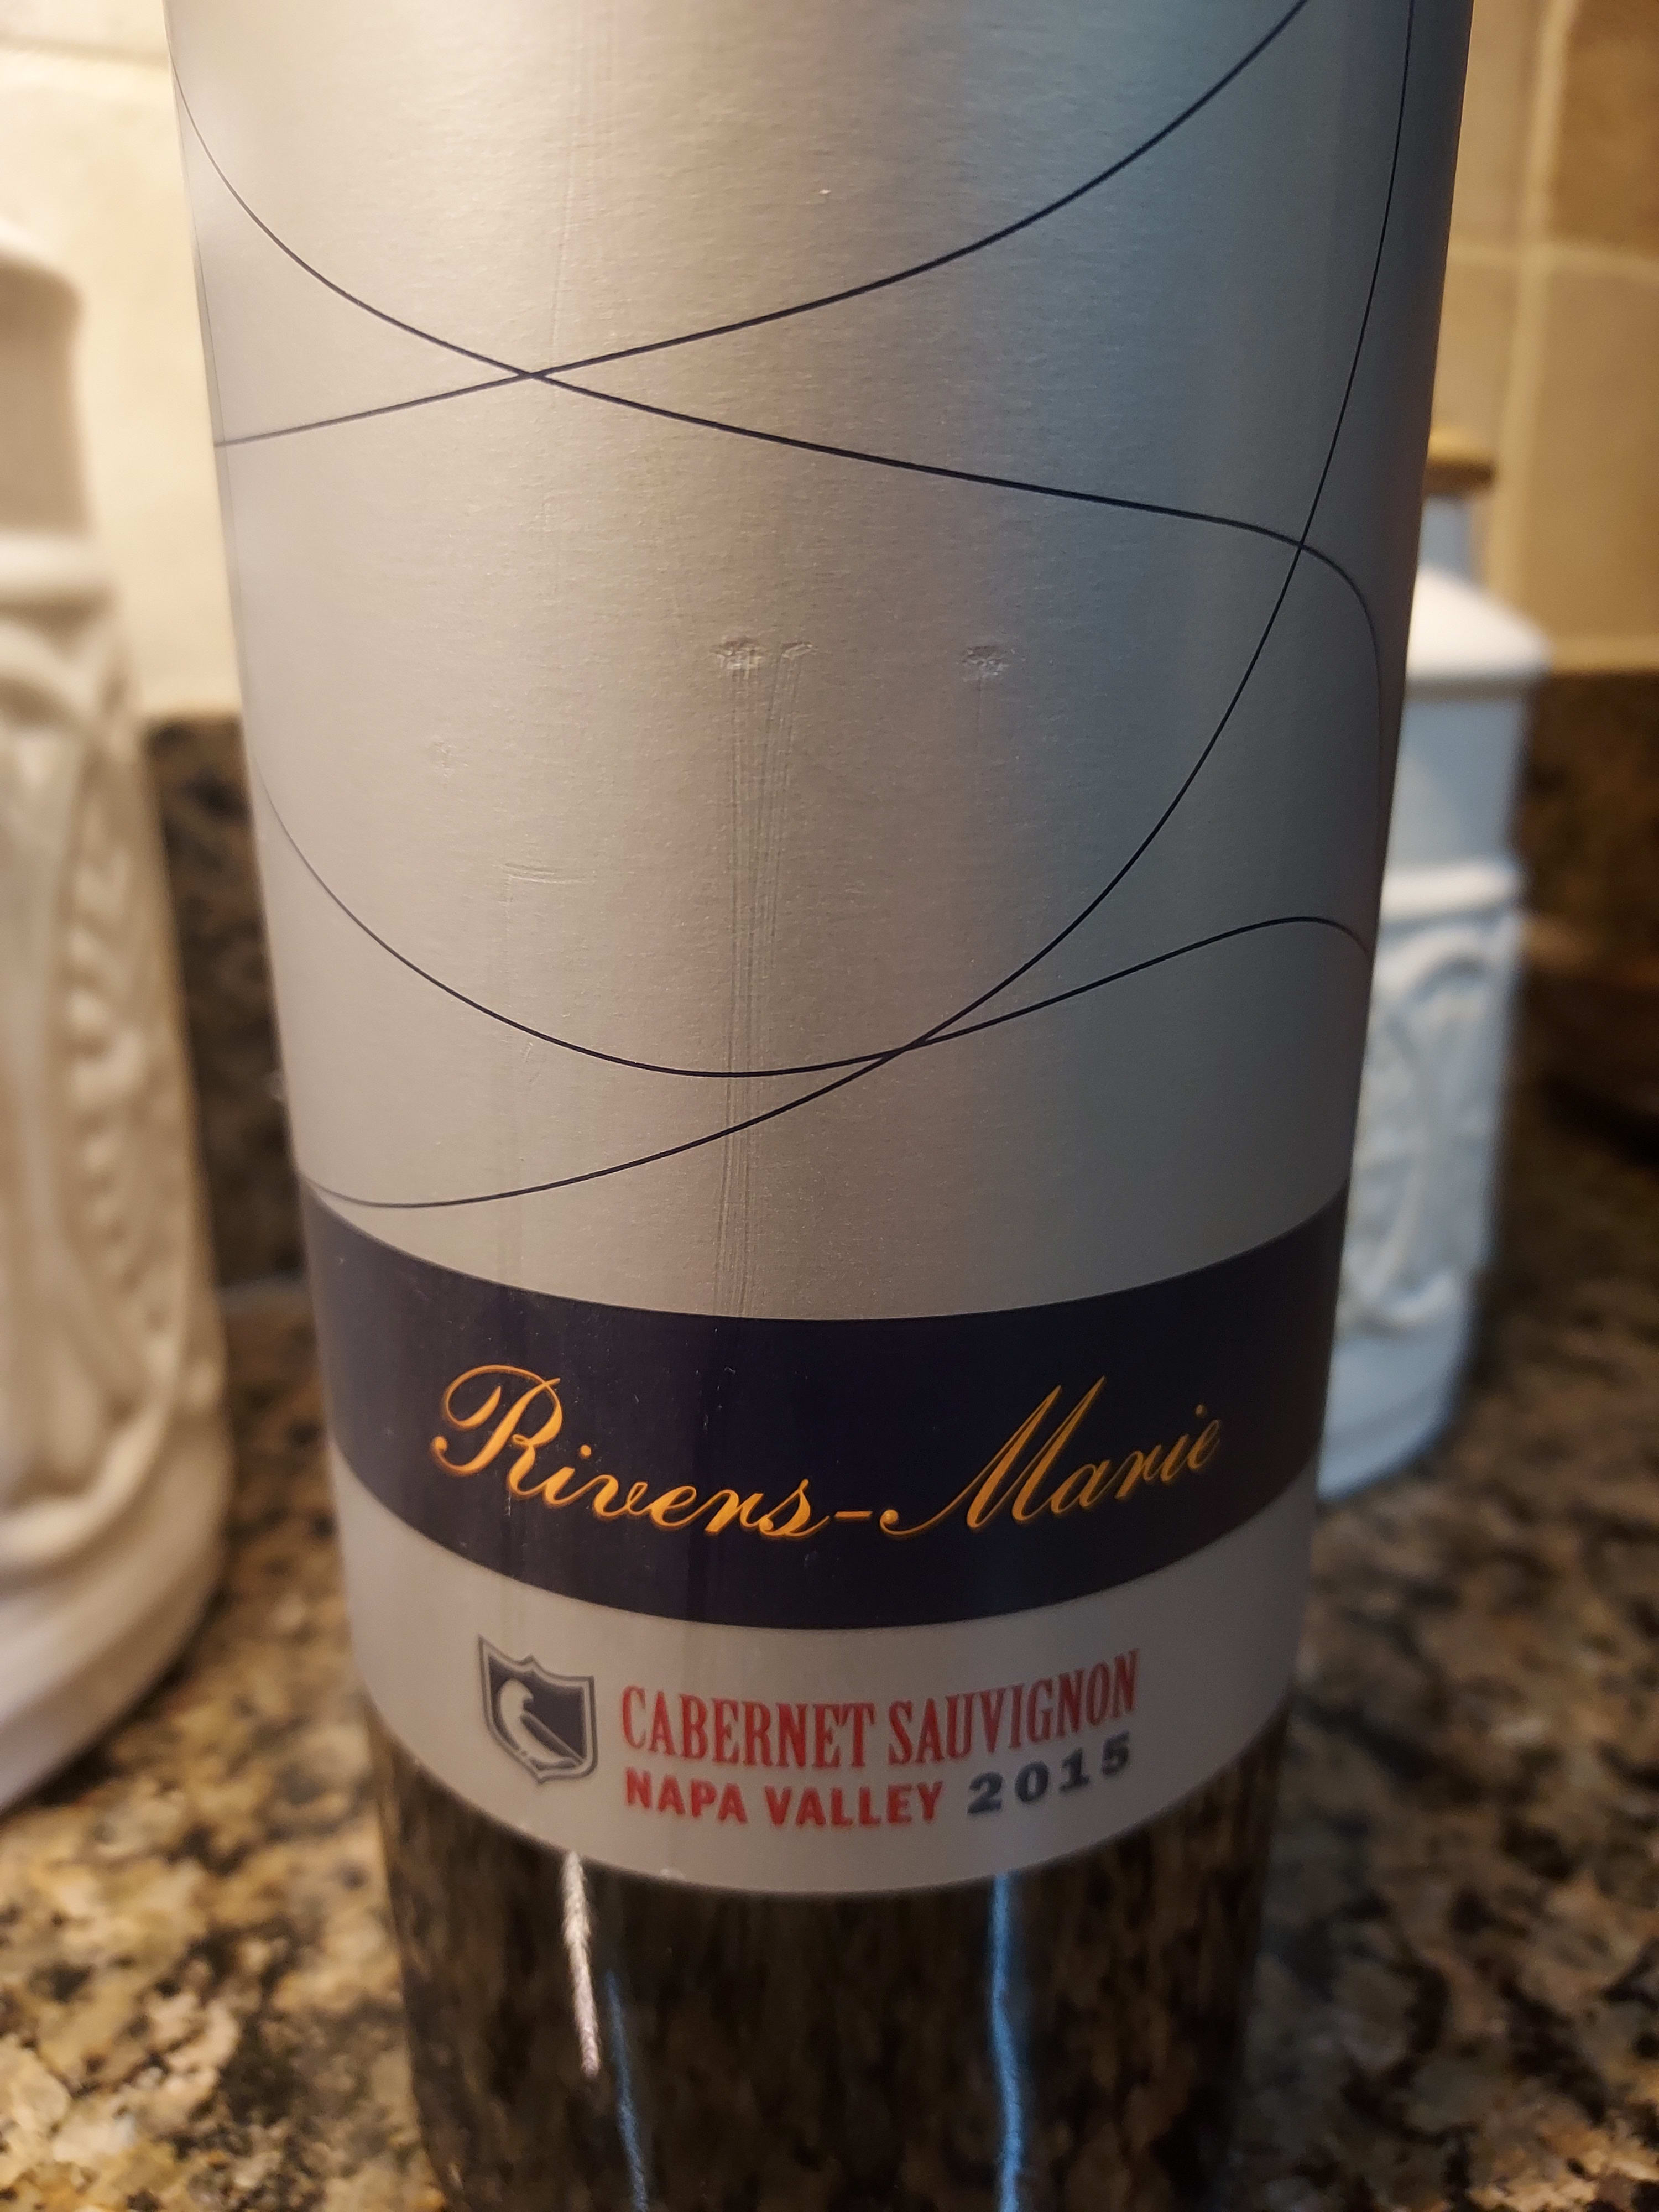 Rivers-Marie
CABERNET SAUVIGNON
NAPA VALLEY 2015